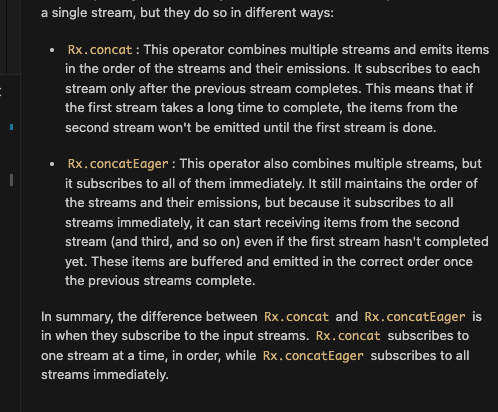 a single stream, but they do so in different ways:
• Rx.concat : This operator combines multiple streams and emits items
in the order of the streams and their emissions. It subscribes to each
stream only after the previous stream completes. This means that if
the first stream takes a long time to complete, the items from the
second stream won't be emitted until the first stream is done.
• Rx.concatEager : This operator also combines multiple streams, but
it subscribes to all of them immediately. It still maintains the order of
the streams and their emissions, but because it subscribes to all
streams immediately, it can start receiving items from the second
stream (and third, and so on) even if the first stream hasn't completed
yet. These items are buffered and emitted in the correct order once
the previous streams complete.
In summary, the difference between Rx.concat and Rx.concatEager is
in when they subscribe to the input streams. Rx.concat subscribes to
one stream at a time, in order, while Rx.concatEager subscribes to all
streams immediately.